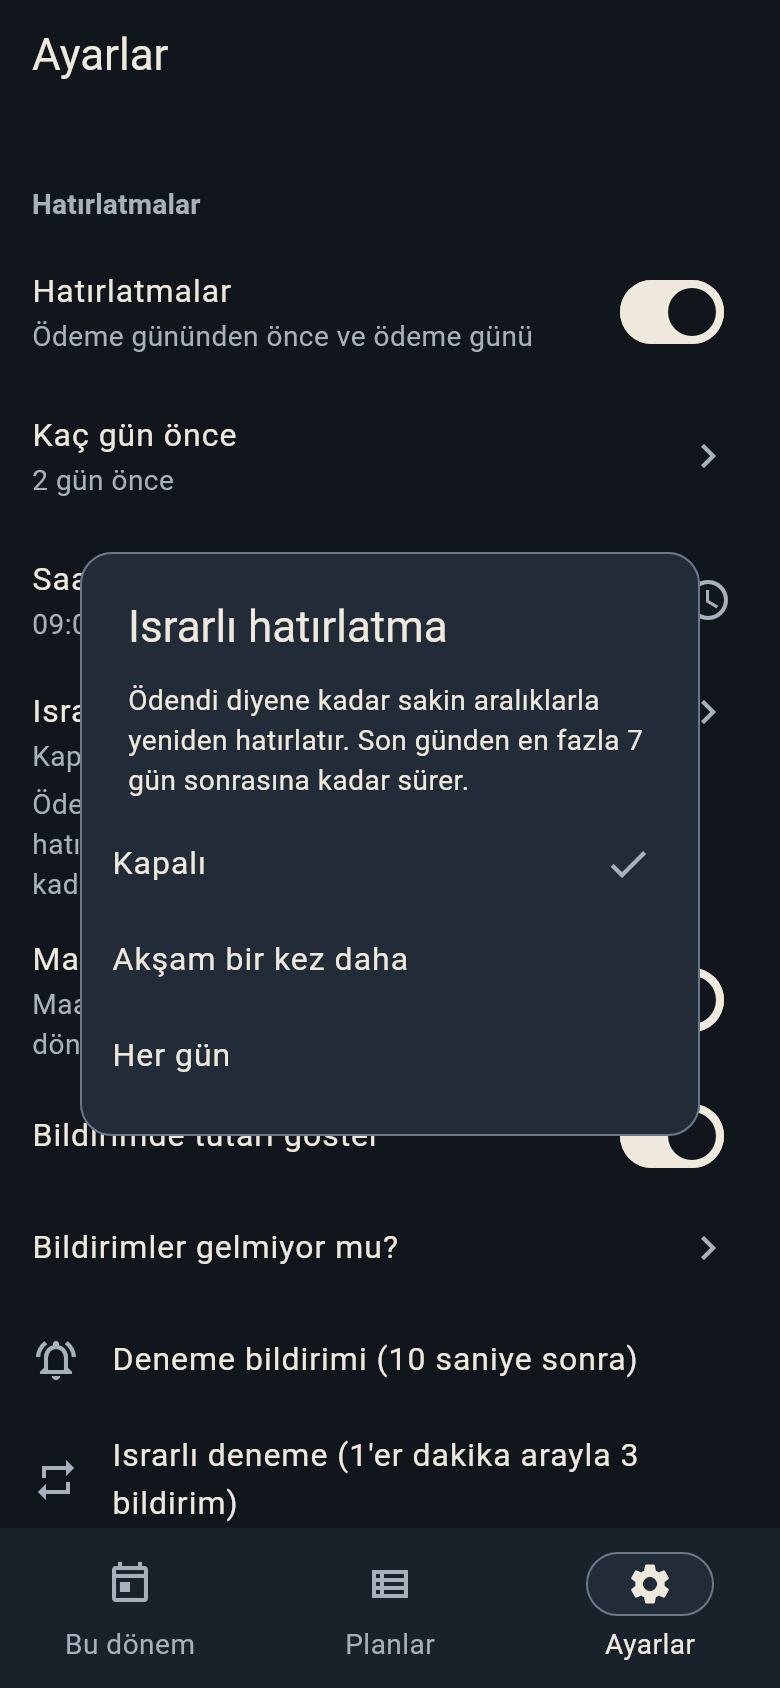 Ayarlar
Hatırlatmalar
Hatırlatmalar
Ödeme gününden önce ve ödeme günü
Kaç gün önce
2 gün önce
Israrlı hatırlatma
Ödendi diyene kadar sakin aralıklarla
yeniden hatırlatır. Son günden en fazla 7
gün sonrasına kadar sürer.
Kapalı
Akşam bir kez daha
Her gün
Bildirimde tutarı göster
Bildirimler gelmiyor mu?
Deneme bildirimi (10 saniye sonra)
Israrlı deneme (1'er dakika arayla 3
bildirim)
Bu dönem
Planlar
Ayarlar